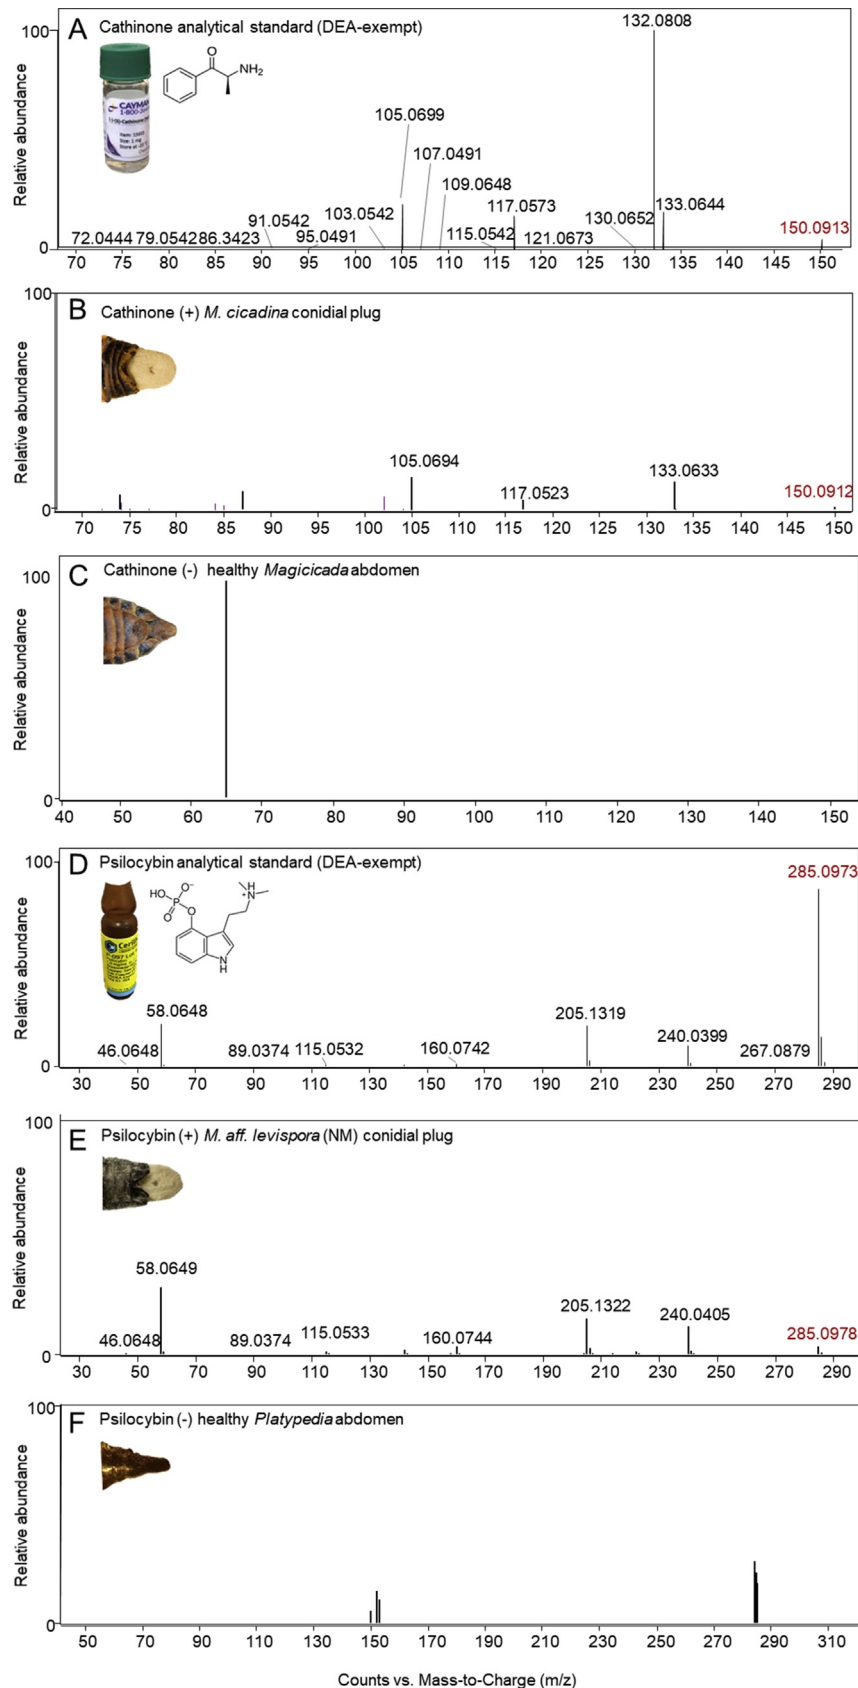 A Cathinone analytical standard (DEA-exempt)
100
Relative abundance
0
O
NH₂
CAYMAN
132.0808
105.0699
107.0491
109.0648
103.0542
117.0573
130.0652
133.0644
91.0542
95.0491
115.0542
121.0673
150.0913
72.0444 79.0542 86.3423
70 75 80 85 90 95 100 105 110 115 120 125 130 135 140 145 150
B Cathinone (+) M. cicadina conidial plug
100
Relative abundance
0
105.0694
117.0523
133.0633
150.0912
70 75 80 85 90 95 100 105 110 115 120 125 130 135 140 145 150
C Cathinone (-) healthy Magicicada abdomen
100
Relative abundance
0
40 50 60 70 80 90 100 110 120 130 140 150
D Psilocybin analytical standard (DEA-exempt)
100
Relative abundance
0
HO
O⁻
P
O
O
H
N
NH
285.0973
58.0648
205.1319
240.0399
267.0879
46.0648
89.0374 115.0532
160.0742
30 50 70 90 110 130 150 170 190 210 230 250 270 290
E Psilocybin (+) M. aff. levispora (NM) conidial plug
100
Relative abundance
0
58.0649
205.1322
240.0405
46.0648
89.0374
115.0533
160.0744
285.0978
30 50 70 90 110 130 150 170 190 210 230 250 270 290
F Psilocybin (-) healthy Platypedia abdomen
100
Relative abundance
0
50 70 90 110 130 150 170 190 210 230 250 270 290 310
Counts vs. Mass-to-Charge (m/z)